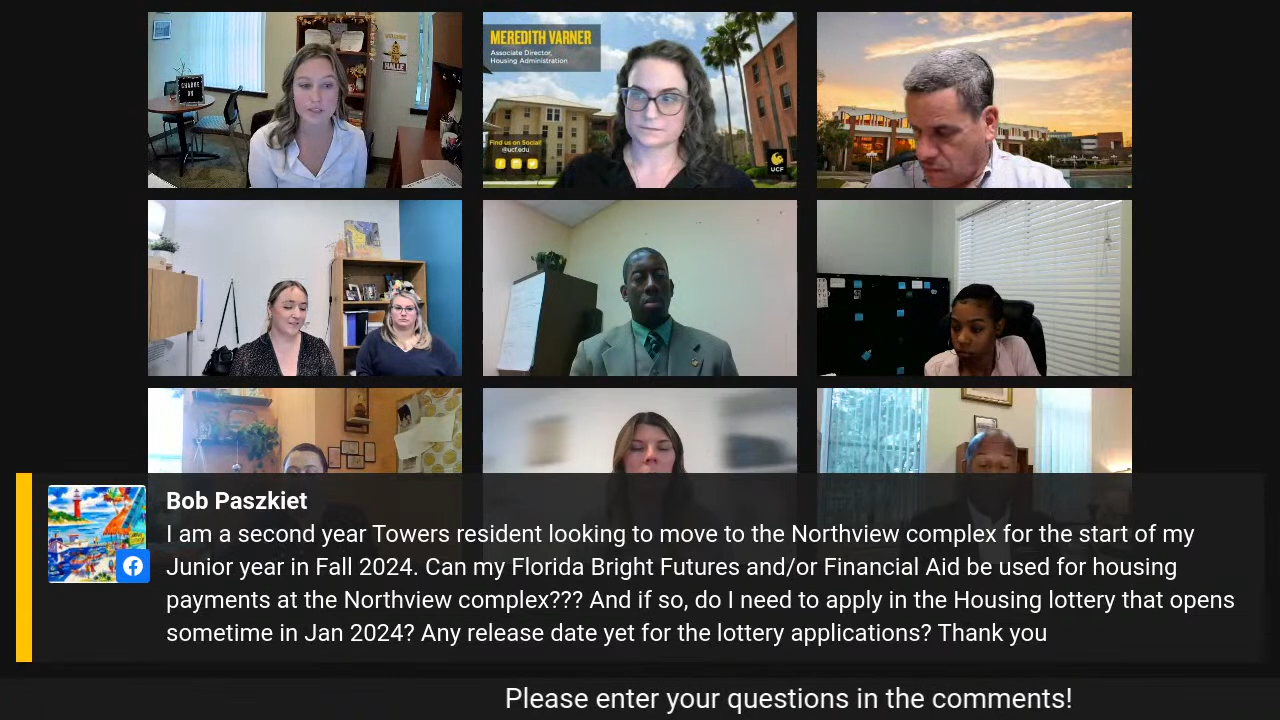 MEREDITH VARNER
Associate Director,
Housing Administration
Find us on Social!
@ucf.edu
UCF
Bob Paszkiet
I am a second year Towers resident looking to move to the Northview complex for the start of my
Junior year in Fall 2024. Can my Florida Bright Futures and/or Financial Aid be used for housing
payments at the Northview complex??? And if so, do I need to apply in the Housing lottery that opens
sometime in Jan 2024? Any release date yet for the lottery applications? Thank you
Please enter your questions in the comments!